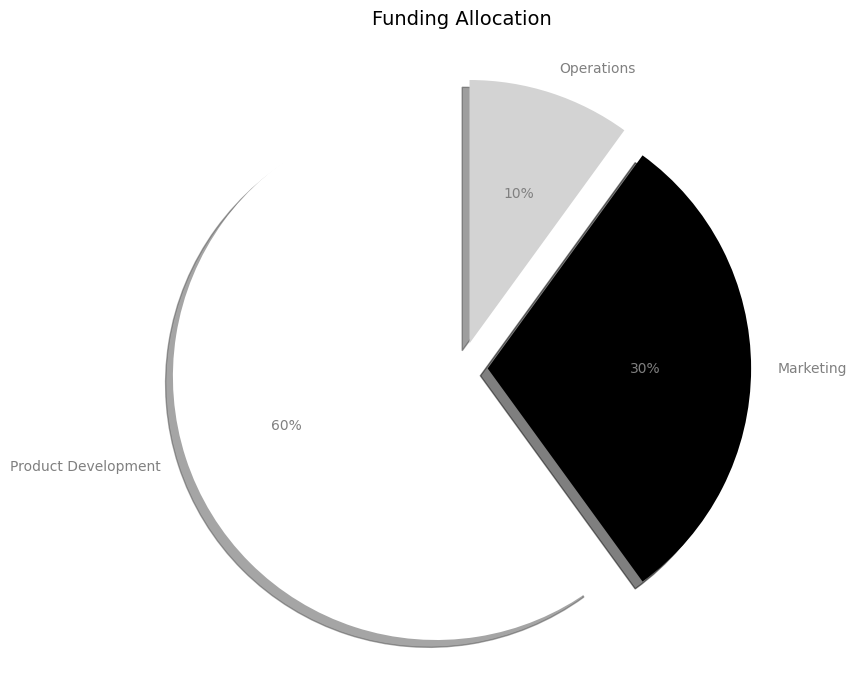 Funding Allocation
Operations
10%
30%
Marketing
60%
Product Development